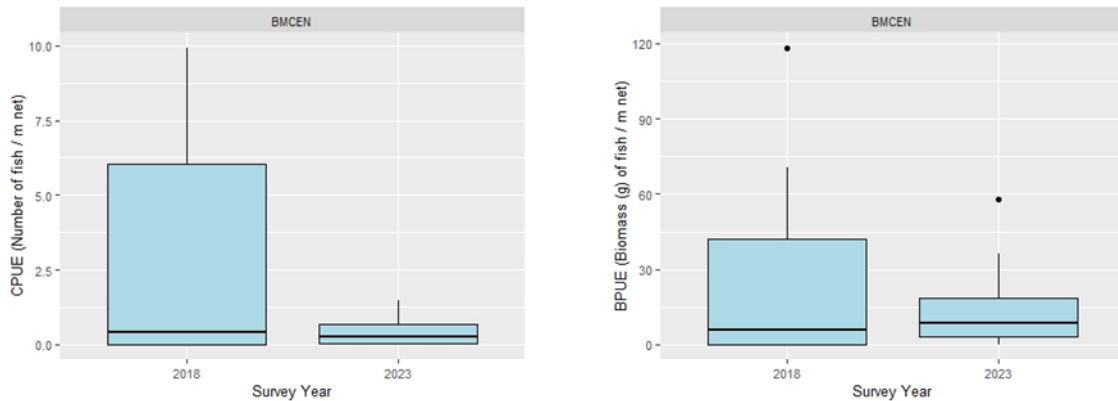 BMCEN
CPUE (Number of fish / m net)
10.0
7.5
5.0
2.5
0.0
2018
2023
Survey Year
BMCEN
BPUE (Biomass (g) of fish / m net)
120
90
60
30
0
2018
2023
Survey Year